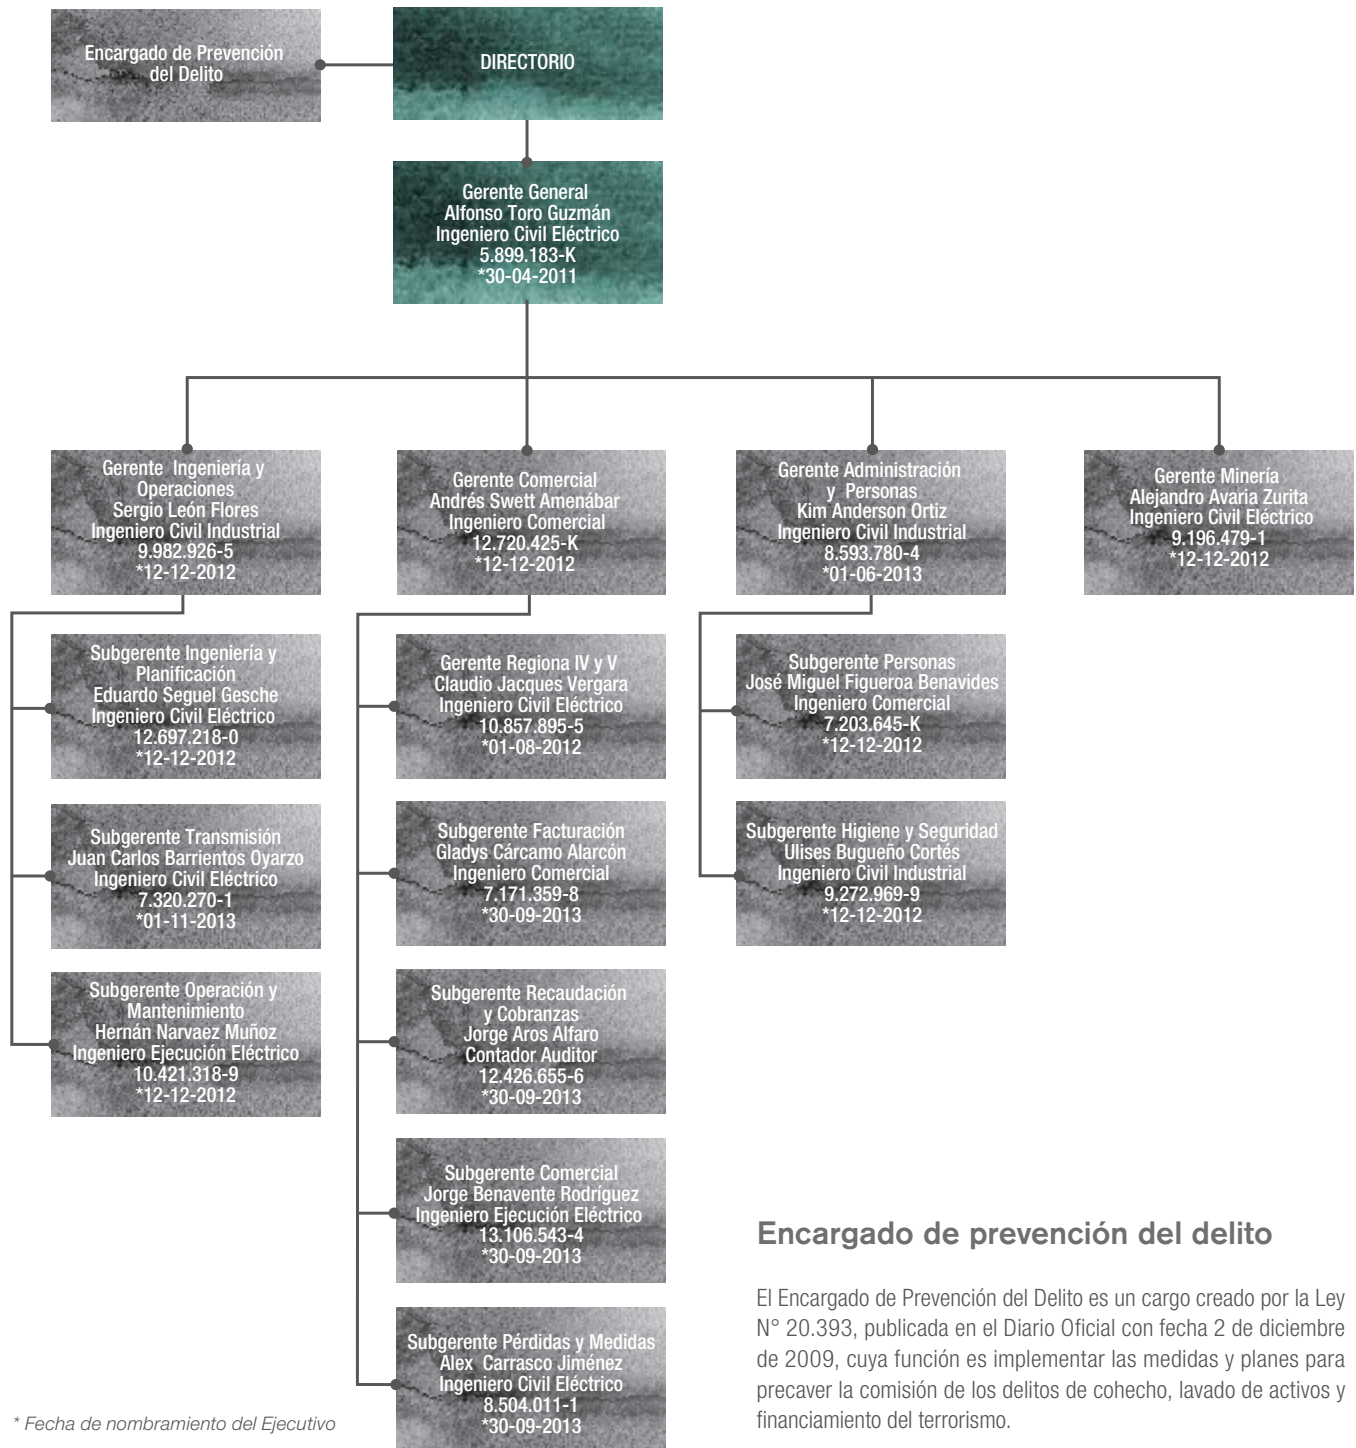 Encargado de Prevención
del Delito
DIRECTORIO
Gerente General
Alfonso Toro Guzmán
Ingeniero Civil Eléctrico
5.899.183-K
*30-04-2011
Gerente Ingeniería y
Operaciones
Sergio León Flores
Ingeniero Civil Industrial
9.982.926-5
*12-12-2012
Gerente Comercial
Andrés Swett Amenábar
Ingeniero Comercial
12.720.425-K
*12-12-2012
Gerente Administración
y Personas
Kim Anderson Ortiz
Ingeniero Civil Industrial
8.593.780-4
*01-06-2013
Gerente Minería
Alejandro Avaria Zurita
Ingeniero Civil Eléctrico
9.196.479-1
*12-12-2012
Subgerente Ingeniería y
Planificación
Eduardo Seguel Gesche
Ingeniero Civil Eléctrico
12.697.218-0
*12-12-2012
Subgerente Transmisión
Juan Carlos Barrientos Oyarzo
Ingeniero Civil Eléctrico
7.320.270-1
*01-11-2013
Subgerente Operación y
Mantenimiento
Hernán Narvaez Muñoz
Ingeniero Ejecución Eléctrico
10.421.318-9
*12-12-2012
Gerente Regiona IV y V
Claudio Jacques Vergara
Ingeniero Civil Eléctrico
10.857.895-5
*01-08-2012
Subgerente Facturación
Gladys Cárcamo Alarcón
Ingeniero Comercial
7.171.359-8
*30-09-2013
Subgerente Recaudación
y Cobranzas
Jorge Aros Alfaro
Contador Auditor
12.426.655-6
*30-09-2013
Subgerente Comercial
Jorge Benavente Rodríguez
Ingeniero Ejecución Eléctrico
13.106.543-4
*30-09-2013
Subgerente Pérdidas y Medidas
Alex Carrasco Jiménez
Ingeniero Civil Eléctrico
8.504.011-1
*30-09-2013
Subgerente Personas
José Miguel Figueroa Benavides
Ingeniero Comercial
7.203.645-K
*12-12-2012
Subgerente Higiene y Seguridad
Ulises Bugueño Cortés
Ingeniero Civil Industrial
9.272.969-9
*12-12-2012
* Fecha de nombramiento del Ejecutivo
Encargado de prevención del delito
El Encargado de Prevención del Delito es un cargo creado por la Ley
N° 20.393, publicada en el Diario Oficial con fecha 2 de diciembre
de 2009, cuya función es implementar las medidas y planes para
precaver la comisión de los delitos de cohecho, lavado de activos y
financiamiento del terrorismo.